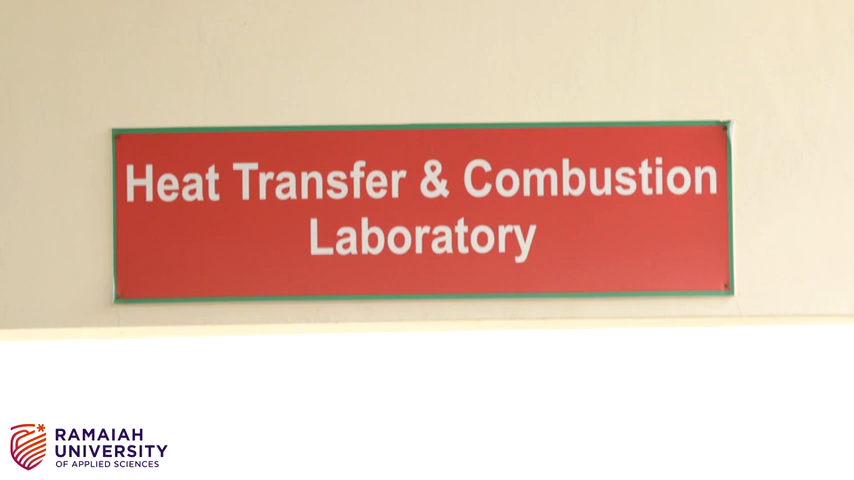 Heat Transfer & Combustion
Laboratory
RAMAIAH
UNIVERSITY
OF APPLIED SCIENCES